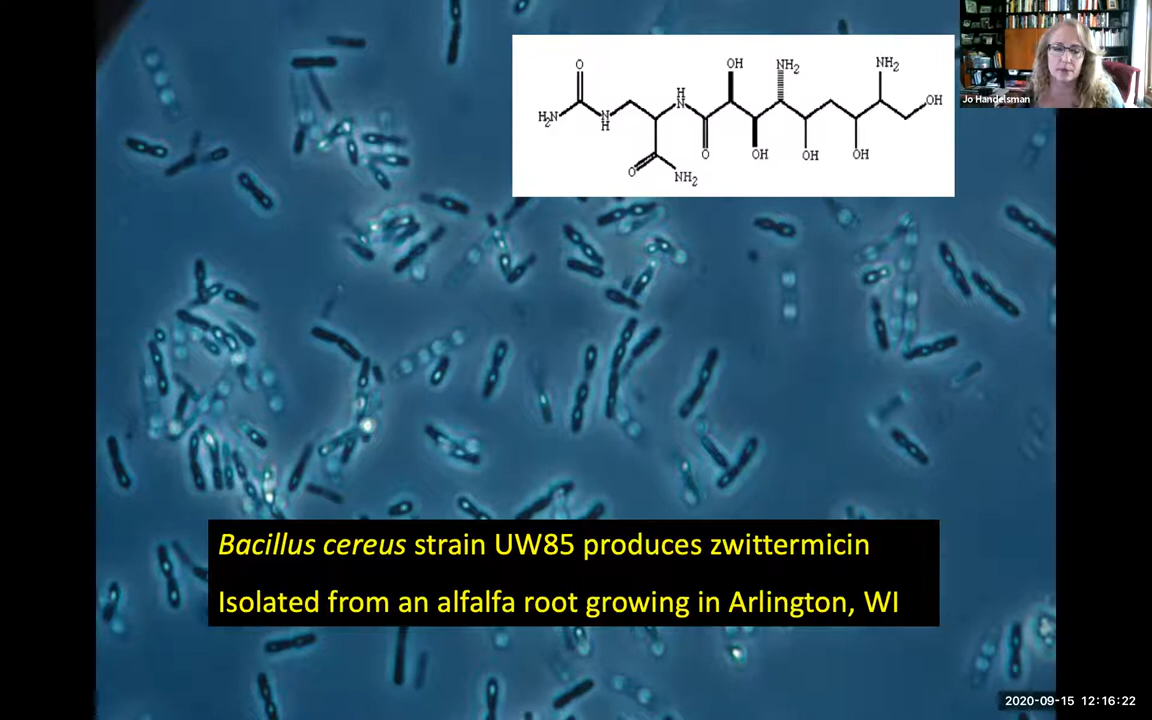 OH
NH₂
NH₂
O
H
N
OH
H₂N
N
H
O
OH
OH
OH
O
NH₂
Jo Handelsman
Bacillus cereus strain UW85 produces zwittermicin
Isolated from an alfalfa root growing in Arlington, WI
2020-09-15 12:16:22